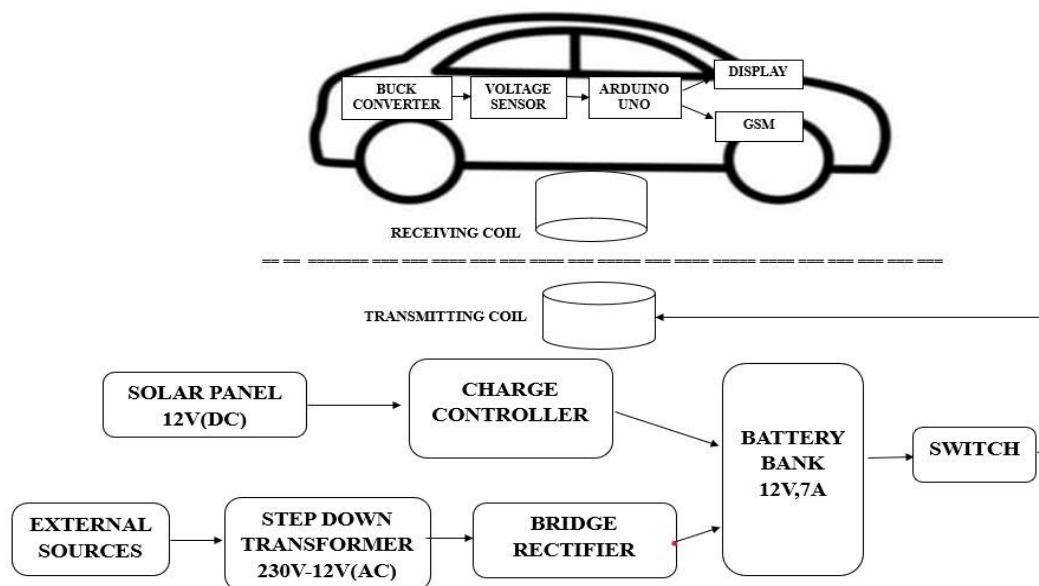 BUCK
CONVERTER
VOLTAGE
SENSOR
ARDUINO
UNO
DISPLAY
GSM
RECEIVING COIL
TRANSMITTING COIL
SOLAR PANEL
12V(DC)
CHARGE
CONTROLLER
BATTERY
BANK
12V,7A
SWITCH
EXTERNAL
SOURCES
STEP DOWN
TRANSFORMER
230V-12V(AC)
BRIDGE
RECTIFIER